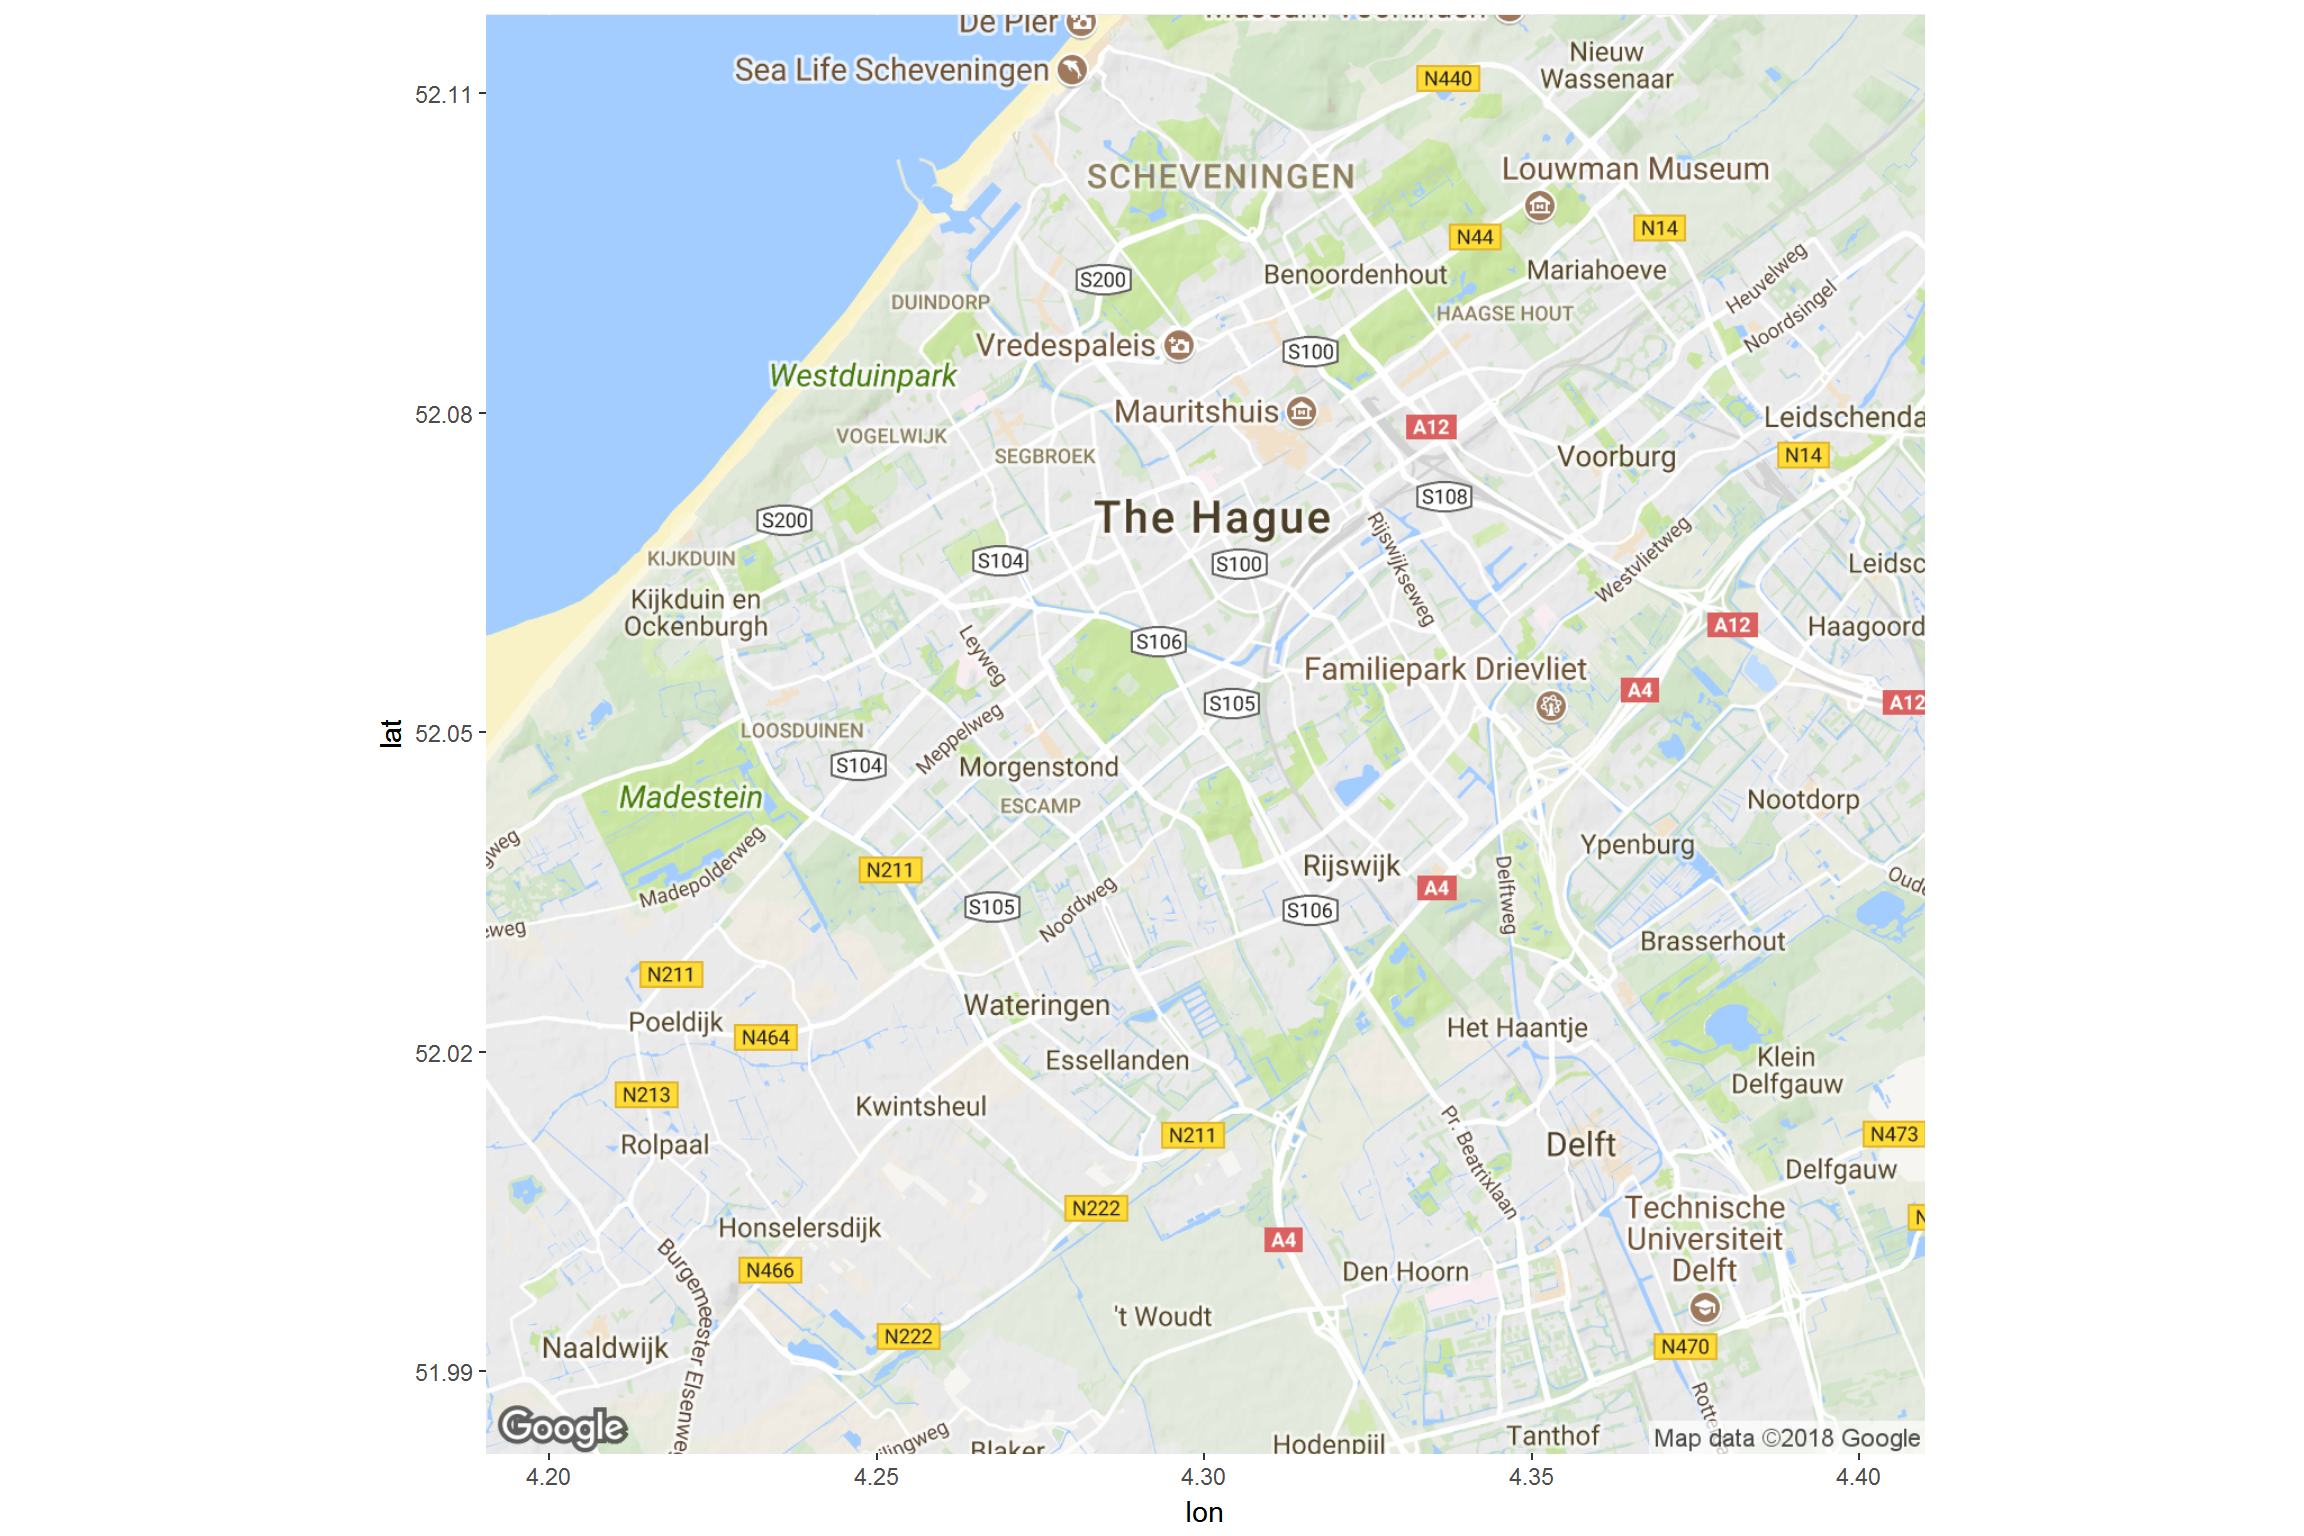 De Pier
Sea Life Scheveningen
Nieuw
Wassenaar
N440
52.11
SCHEVENINGEN
Louwman Museum
N44
N14
Heuvelweg
Benoordenhout
Mariahoeve
S200
DUINDORP
HAAGSE HOUT
Noordsingel
Vredespaleis
S100
Westduinpark
52.08
Mauritshuis
A12
Leidschenda
VOGELWIJK
SEGBROEK
Voorburg
N14
S108
S200
The Hague
Rijswijkseweg
Westvlietweg
KIJKDUIN
S104
S100
Leidsc
Kijkduin en
Ockenburgh
A12
Haagoord
Leyweg
S106
Familiepark Drievliet
A4
A12
S105
lat
52.05
LOOSDUINEN
Meppelweg
S104
Morgenstond
Madestein
ESCAMP
Nootdorp
gweg
Madepolderweg
Ypenburg
N211
Rijswijk
A4
Delftweg
Oude
S105
Noordweg
S106
eweg
Brasserhout
N211
Wateringen
Poeldijk
N464
Het Haantje
52.02
Essellanden
Klein
Delfgauw
N213
Kwintsheul
Pr. Beatrixlaan
N211
N473
Rolpaal
Delft
Delfgauw
N222
Technische
Universiteit
Delft
N
Honselersdijk
A4
Burgemeester Elsenweg
N466
Den Hoorn
't Woudt
N222
Naaldwijk
N470
51.99
Rotte
Google
ilingweg
Blaker
Hodenpijl
Tanthof
Map data ©2018 Google
4.20
4.25
4.30
4.35
4.40
lon